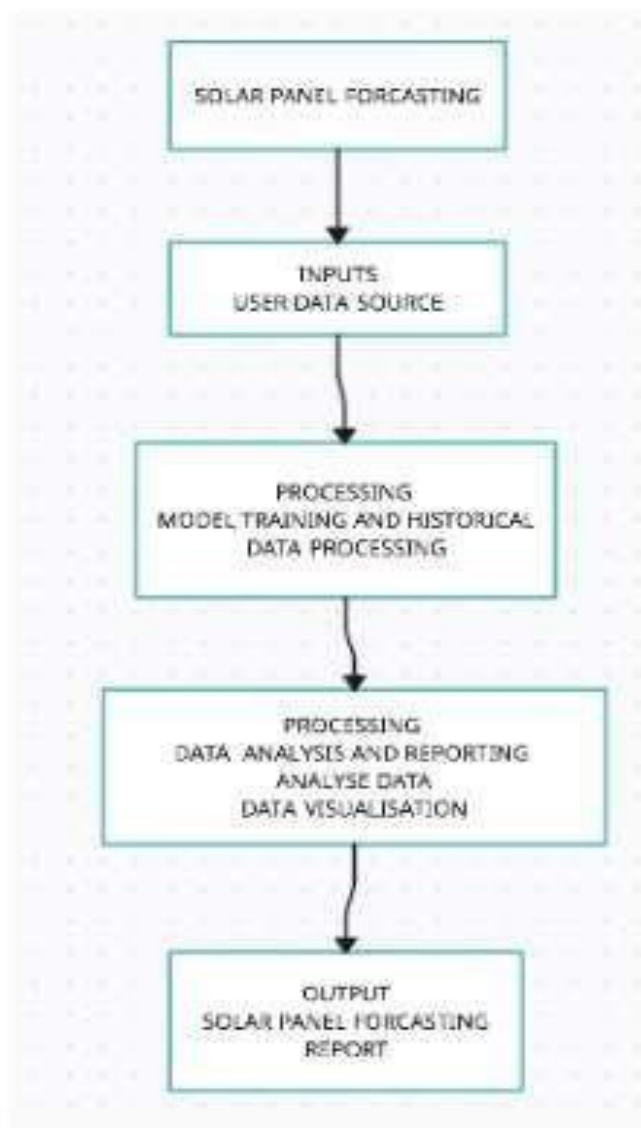 SOLAR PANEL FORCASTING
INPUTS
USER DATA SOURCE
PROCESSING
MODEL TRAINING AND HISTORICAL
DATA PROCESSING
PROCESSING
DATA ANALYSIS AND REPORTING
ANALYSE DATA
DATA VISUALISATION
OUTPUT
SOLAR PANEL FORCASTING
REPORT